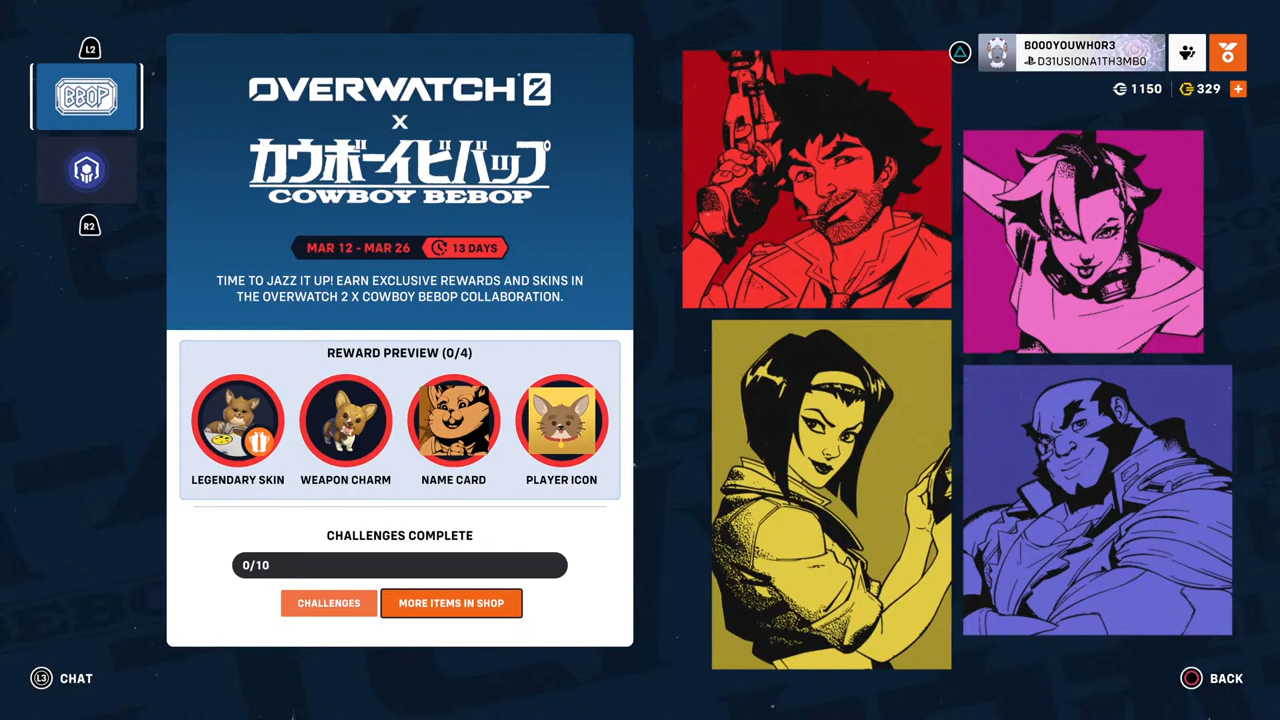 L2
BBOP
R2
OVERWATCH 2
X
カウボーイビバップ
COWBOY BEBOP
MAR 12 - MAR 26
13 DAYS
TIME TO JAZZ IT UP! EARN EXCLUSIVE REWARDS AND SKINS IN
THE OVERWATCH 2 X COWBOY BEBOP COLLABORATION.
REWARD PREVIEW (0/4)
LEGENDARY SKIN
WEAPON CHARM
NAME CARD
PLAYER ICON
CHALLENGES COMPLETE
0/10
CHALLENGES
MORE ITEMS IN SHOP
B0OOYOUWHOR3
D31USIONA1TH3MB0
1150
329
L3 CHAT
BACK